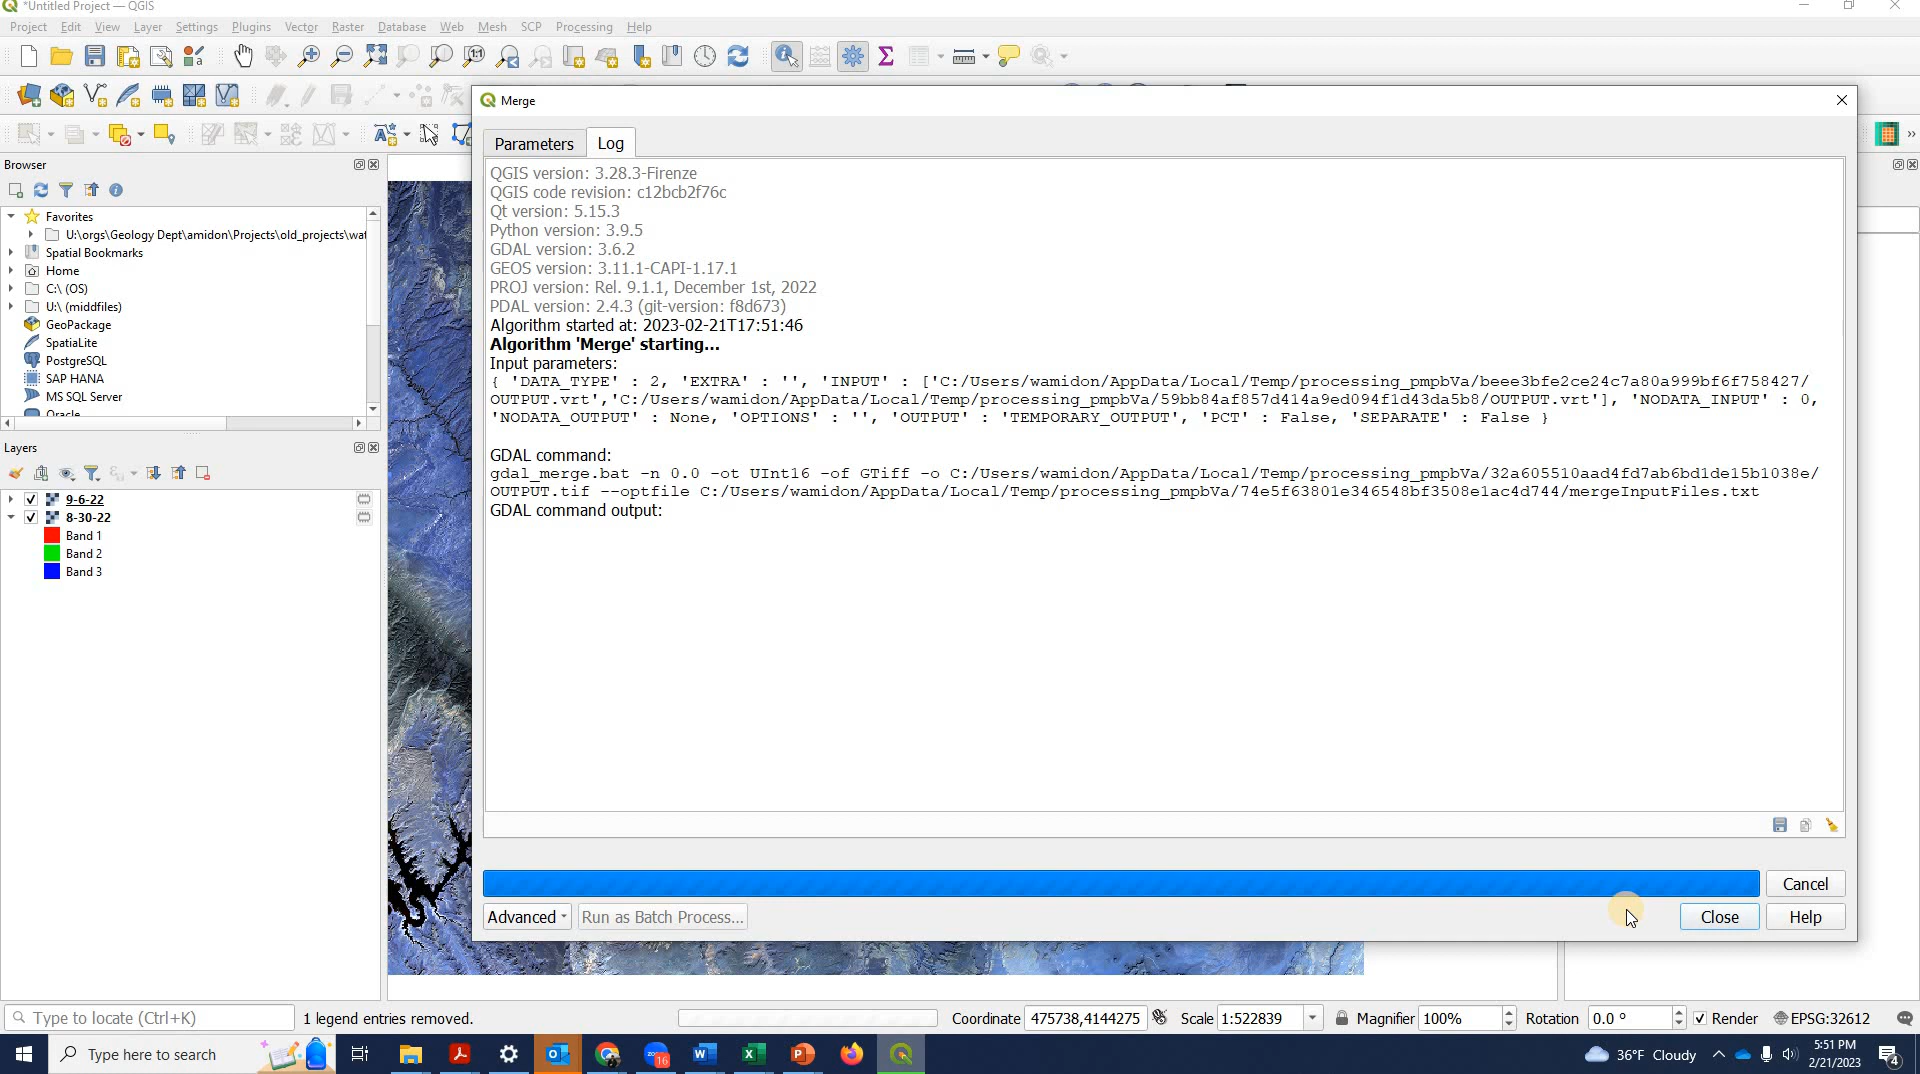 *Untitled Project — QGIS
Project Edit View Layer Settings Plugins Vector Raster Database Web Mesh SCP Processing Help
Merge
Parameters Log
Browser
Favorites
Spatial Bookmarks
Home
C:\ (OS)
U:\ (middfiles)
GeoPackage
SpatiaLite
PostgreSQL
SAP HANA
MS SQL Server
Oracle
Layers
9-6-22
8-30-22
Band 1
Band 2
Band 3
QGIS version: 3.28.3-Firenze
QGIS code revision: c12bcb2f76c
Qt version: 5.15.3
Python version: 3.9.5
GDAL version: 3.6.2
GEOS version: 3.11.1-CAPI-1.17.1
PROJ version: Rel. 9.1.1, December 1st, 2022
PDAL version: 2.4.3 (git-version: f8d673)
Algorithm started at: 2023-02-21T17:51:46
Algorithm 'Merge' starting…
Input parameters:
{ 'DATA_TYPE' : 2, 'EXTRA' : '', 'INPUT' : ['C:/Users/wamidon/AppData/Local/Temp/processing_pmpbVa/beee3bfe2ce24c7a80a999bf6f758427/
OUTPUT.vrt','C:/Users/wamidon/AppData/Local/Temp/processing_pmpbVa/59bb84af857d414a9ed094f1d43da5b8/OUTPUT.vrt'], 'NODATA_INPUT' : 0,
'NODATA_OUTPUT' : None, 'OPTIONS' : '', 'OUTPUT' : 'TEMPORARY_OUTPUT', 'PCT' : False, 'SEPARATE' : False }
GDAL command:
gdal_merge.bat -n 0.0 -ot UInt16 -of GTiff -o C:/Users/wamidon/AppData/Local/Temp/processing_pmpbVa/32a605510aad4fd7ab6bd1de15b1038e/
OUTPUT.tif --optfile C:/Users/wamidon/AppData/Local/Temp/processing_pmpbVa/74e5f63801e346548bf3508e1ac4d744/mergeInputFiles.txt
GDAL command output:
Cancel
Advanced Run as Batch Process… Close Help
Type to locate (Ctrl+K) 1 legend entries removed. Coordinate 475738,4144275 Scale 1:522839 Magnifier 100% Rotation 0.0 ° Render EPSG:32612
Type here to search 16 36°F Cloudy 5:51 PM
2/21/2023 4